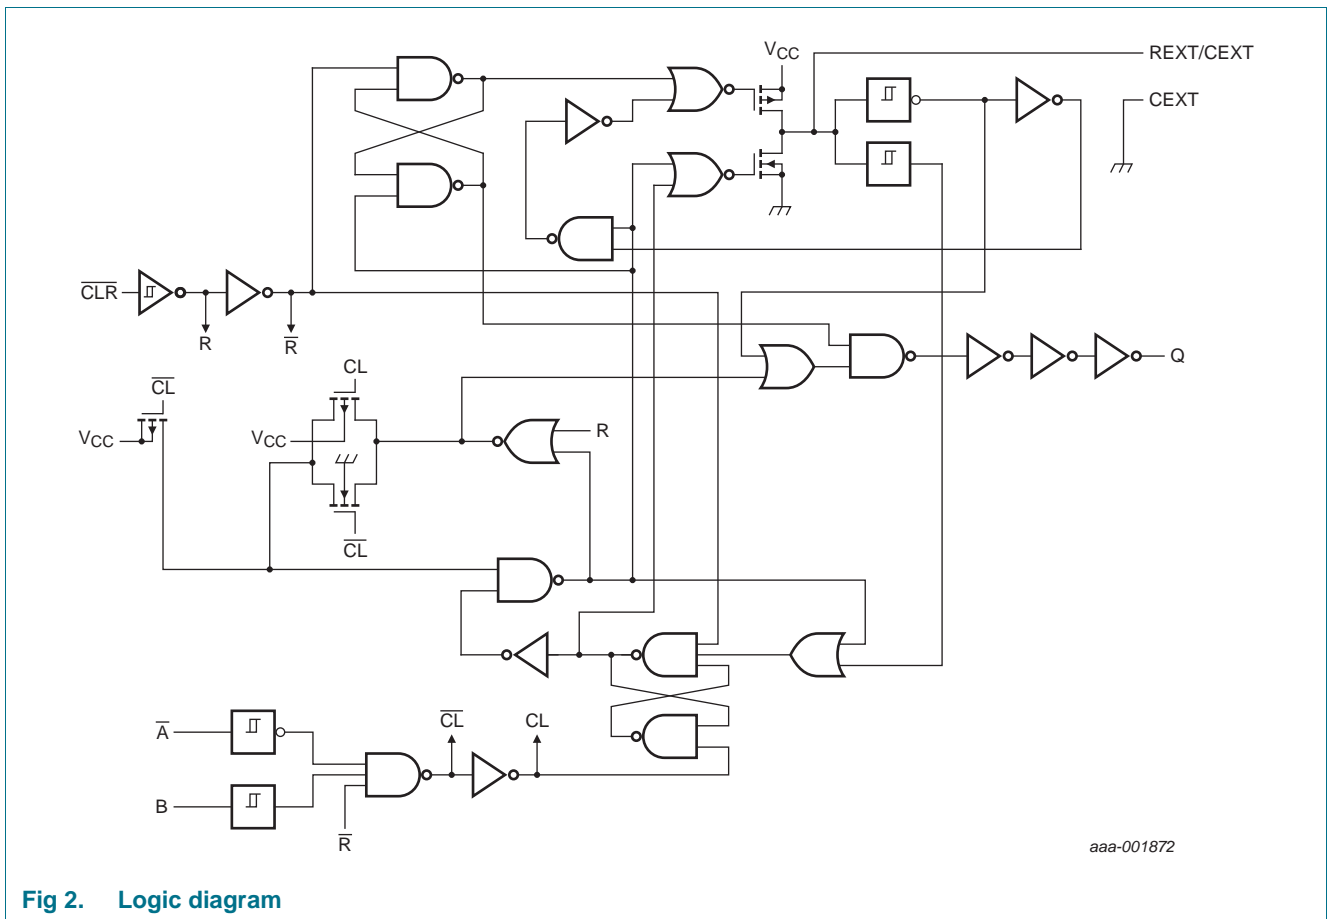 VCC
REXT/CEXT
CEXT
CLR
R
R
Q
CL
CL
VCC
VCC
R
CL
A
CL
CL
B
R
aaa-001872
Fig 2. Logic diagram